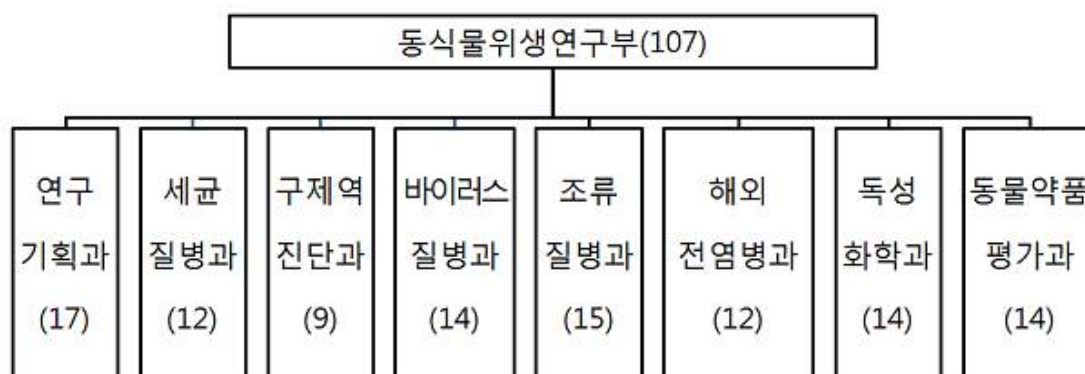 동식물위생연구부(107)
연구
기획과
(17)
세균
질병과
(12)
구제역
진단과
(9)
바이러스
질병과
(14)
조류
질병과
(15)
해외
전염병과
(12)
독성
화학과
(14)
동물약품
평가과
(14)